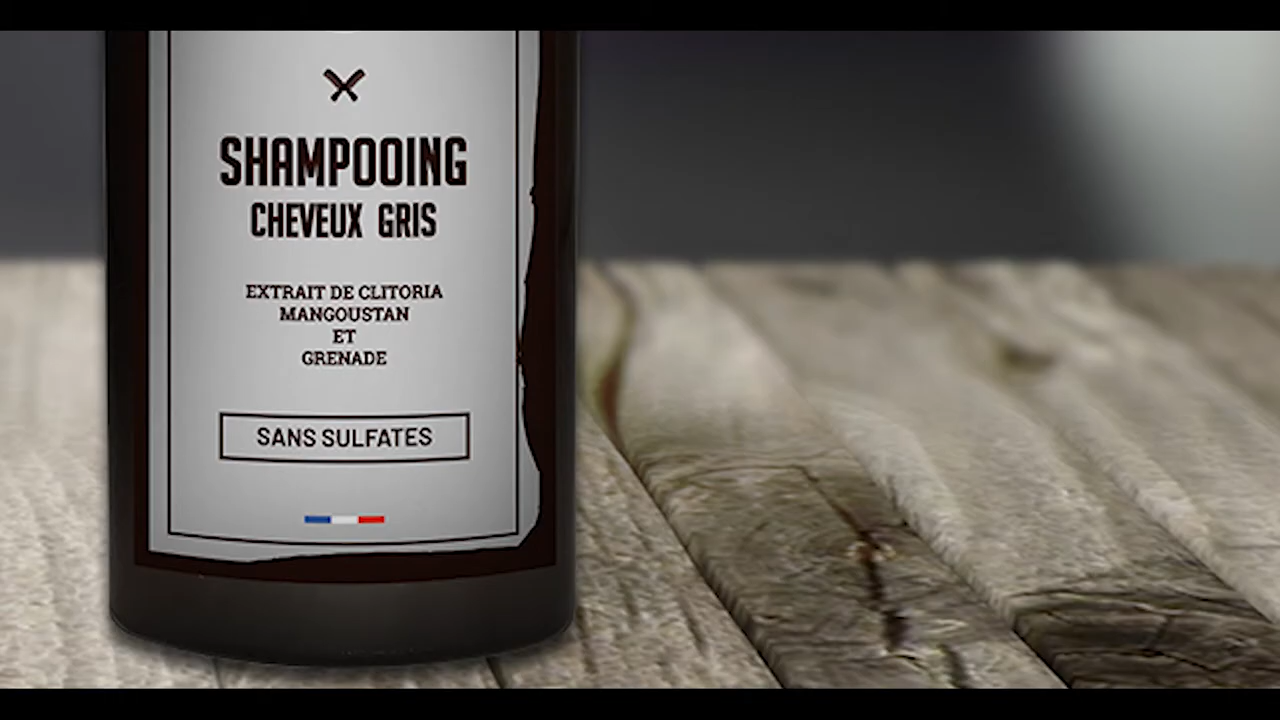 SHAMPOOING
CHEVEUX GRIS
EXTRAIT DE CLITORIA
MANGOUSTAN
ET
GRENADE
SANS SULFATES